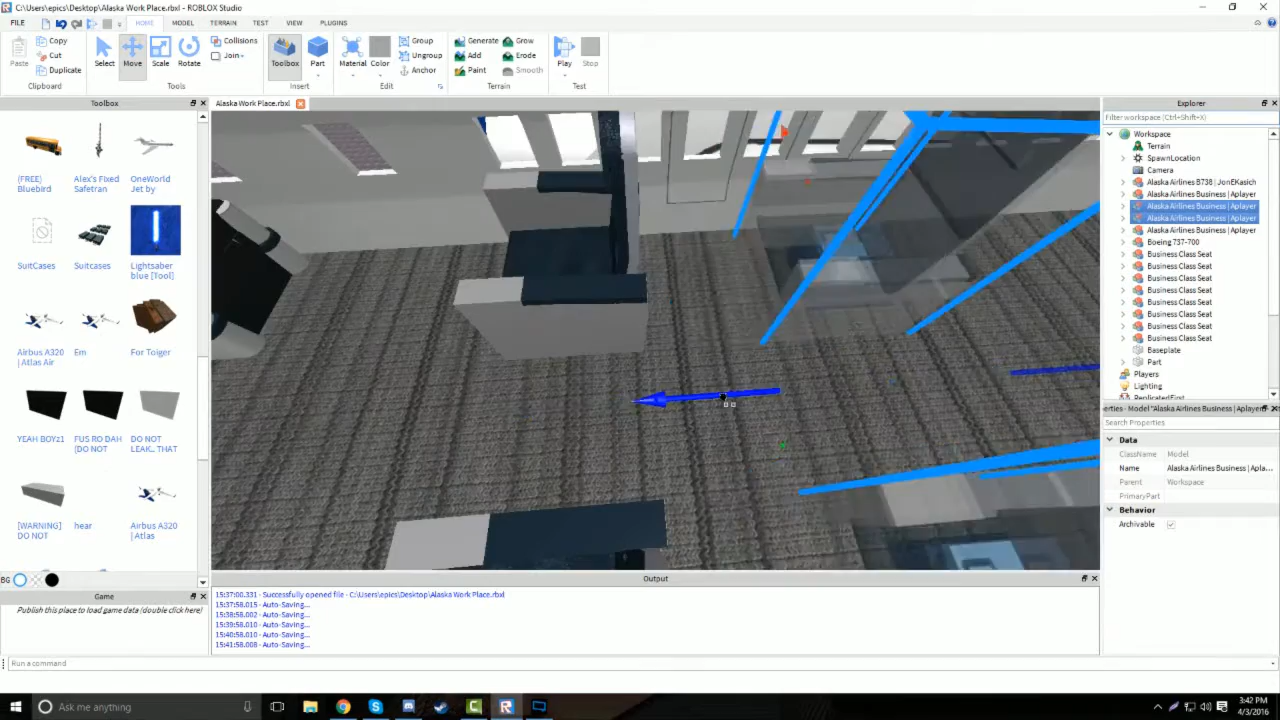 C:\Users\epics\Desktop\Alaska Work Place.rbxl - ROBLOX Studio
FILE HOME MODEL TERRAIN TEST VIEW PLUGINS
Paste
Copy
Cut
Duplicate
Clipboard
Select Move Scale Rotate
Collisions
Join
Tools
Toolbox Part
Insert
Material Color
Group
Ungroup
Anchor
Edit
Generate Grow
Add Erode
Paint Smooth
Terrain
Play Stop
Test
Toolbox
Alaska Work Place.rbxl
Explorer
Filter workspace (Ctrl+Shift+X)
(FREE) Bluebird
Alex's Fixed Safetran
OneWorld Jet by
SuitCases
Suitcases
Lightsaber blue [Tool]
Airbus A320 | Atlas Air
Em
For Toiger
YEAH BOYz1
FUS RO DAH (DO NOT
DO NOT LEAK.. THAT
[WARNING] DO NOT
hear
Airbus A320 | Atlas
BG
Game
Publish this place to load game data (double click here)
Workspace
Terrain
SpawnLocation
Camera
Alaska Airlines B738 | JonEKasich
Alaska Airlines Business | Aplayer
Alaska Airlines Business | Aplayer
Alaska Airlines Business | Aplayer
Alaska Airlines Business | Aplayer
Boeing 737-700
Business Class Seat
Business Class Seat
Business Class Seat
Business Class Seat
Business Class Seat
Business Class Seat
Business Class Seat
Business Class Seat
Baseplate
Part
Players
Lighting
ReplicatedFirst
erties - Model "Alaska Airlines Business | Aplayer
Search Properties
Data
ClassName Model
Name Alaska Airlines Business | Apla...
Parent Workspace
PrimaryPart
Behavior
Archivable
Output
15:37:00.331 - Successfully opened file - C:\Users\epics\Desktop\Alaska Work Place.rbxl
15:37:58.015 - Auto-Saving...
15:38:58.002 - Auto-Saving...
15:39:58.010 - Auto-Saving...
15:40:58.010 - Auto-Saving...
15:41:58.008 - Auto-Saving...
Run a command
Ask me anything
3:42 PM
4/3/2016